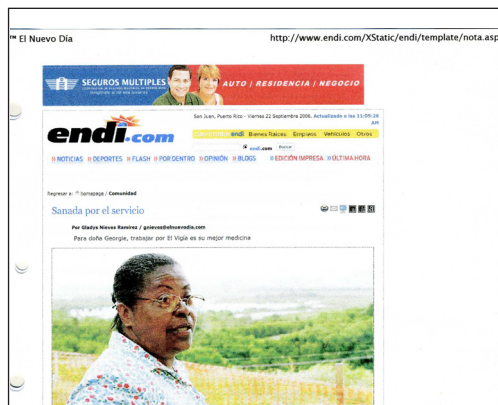 ™ El Nuevo Día
http://www.endi.com/XStatic/endi/template/nota.asp
SEGUROS MULTIPLES
AUTO | RESIDENCIA | NEGOCIO
San Juan, Puerto Rico - Viernes 22 Septiembre 2006. Actualizado a las 11:05:26
AM
endi.com
endi Bienes Raíces Empleos Vehículos Otros
endi.com Buscar
NOTICIAS DEPORTES FLASH POR DENTRO OPINIÓN BLOGS EDICIÓN IMPRESA ÚLTIMA HORA
Regresar a: homepage / Comunidad
Sanada por el servicio
Por Gladys Nieves Ramírez / gnieves@elnuevodia.com
Para doña Georgie, trabajar por El Vigía es su mejor medicina